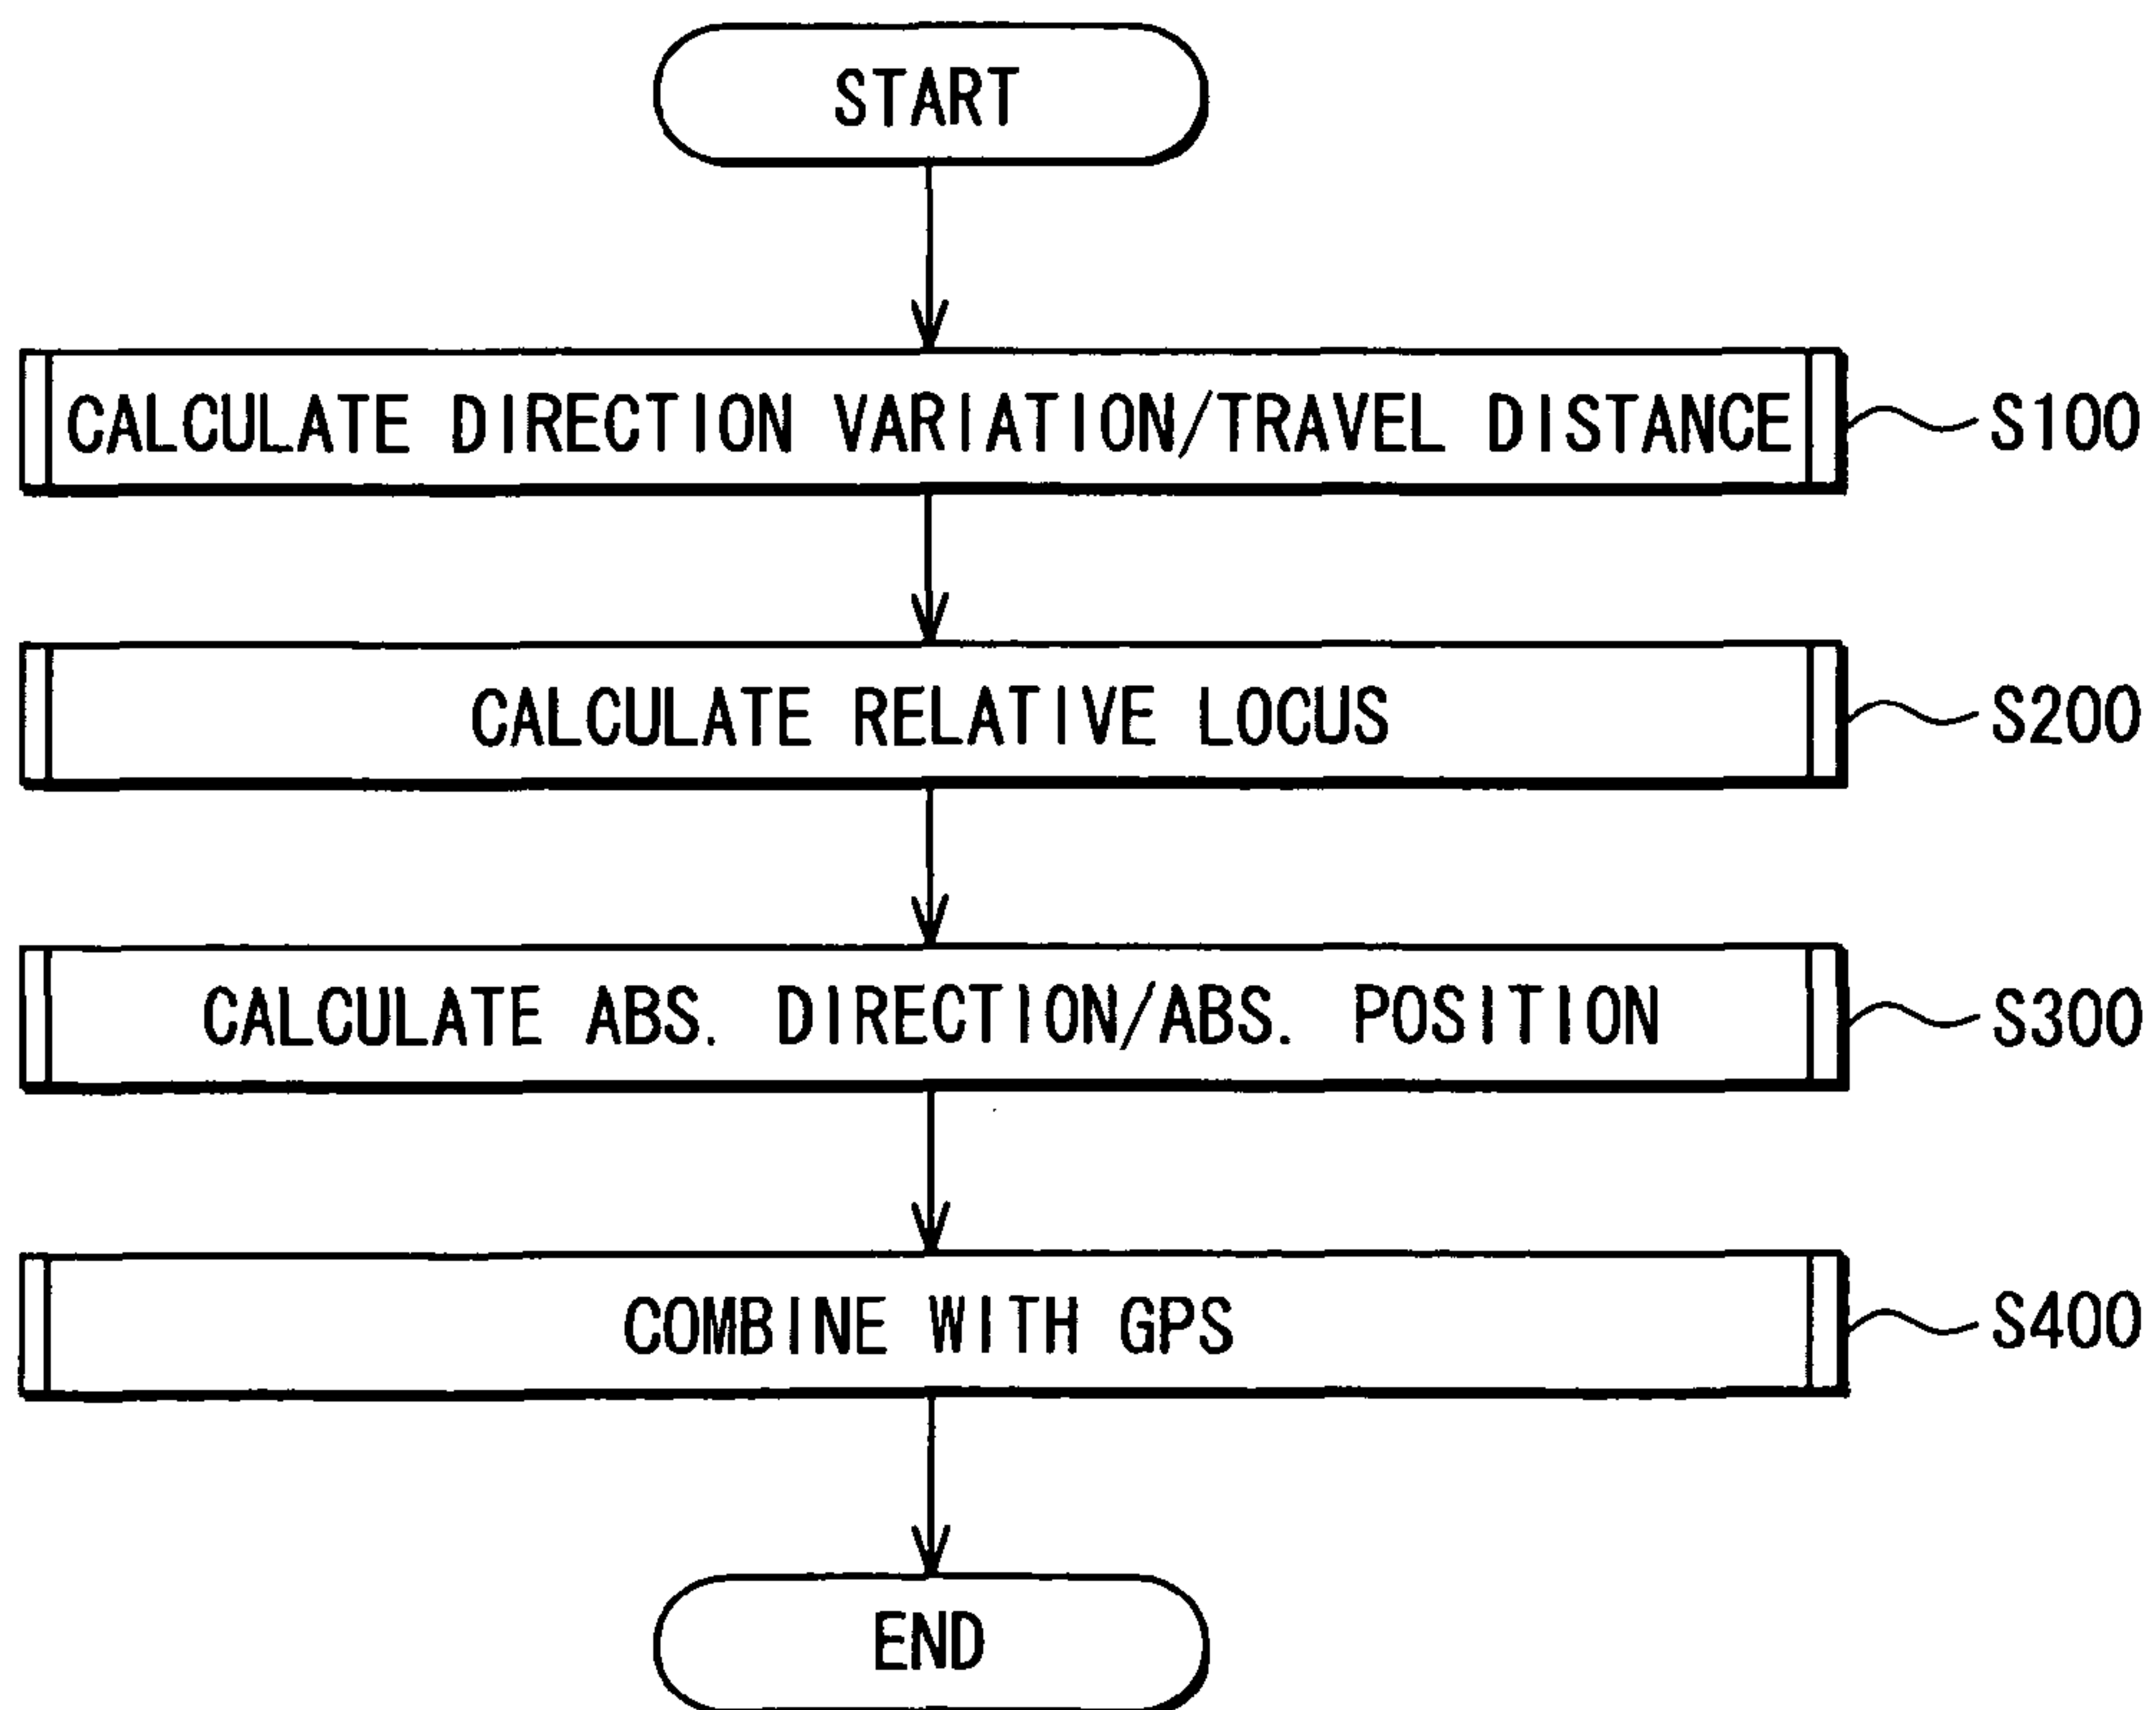 START
CALCULATE DIRECTION VARIATION/TRAVEL DISTANCE S100
CALCULATE RELATIVE LOCUS S200
CALCULATE ABS. DIRECTION/ABS. POSITION S300
COMBINE WITH GPS S400
END